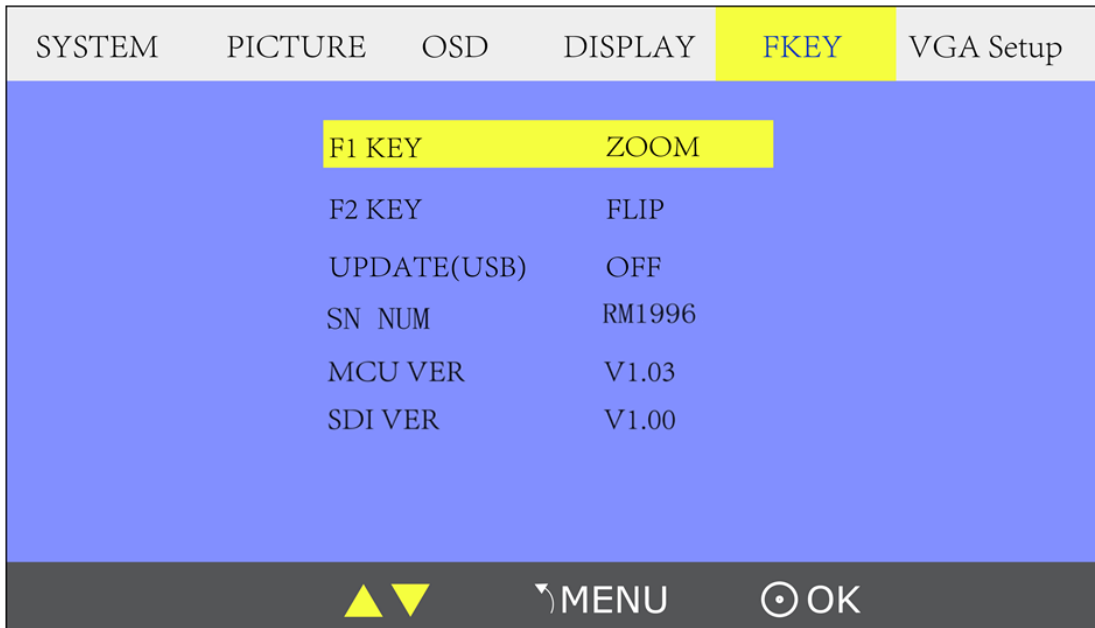 SYSTEM PICTURE OSD DISPLAY FKEY VGA Setup
F1 KEY ZOOM
F2 KEY FLIP
UPDATE(USB) OFF
SN NUM RM1996
MCU VER V1.03
SDI VER V1.00
MENU OK